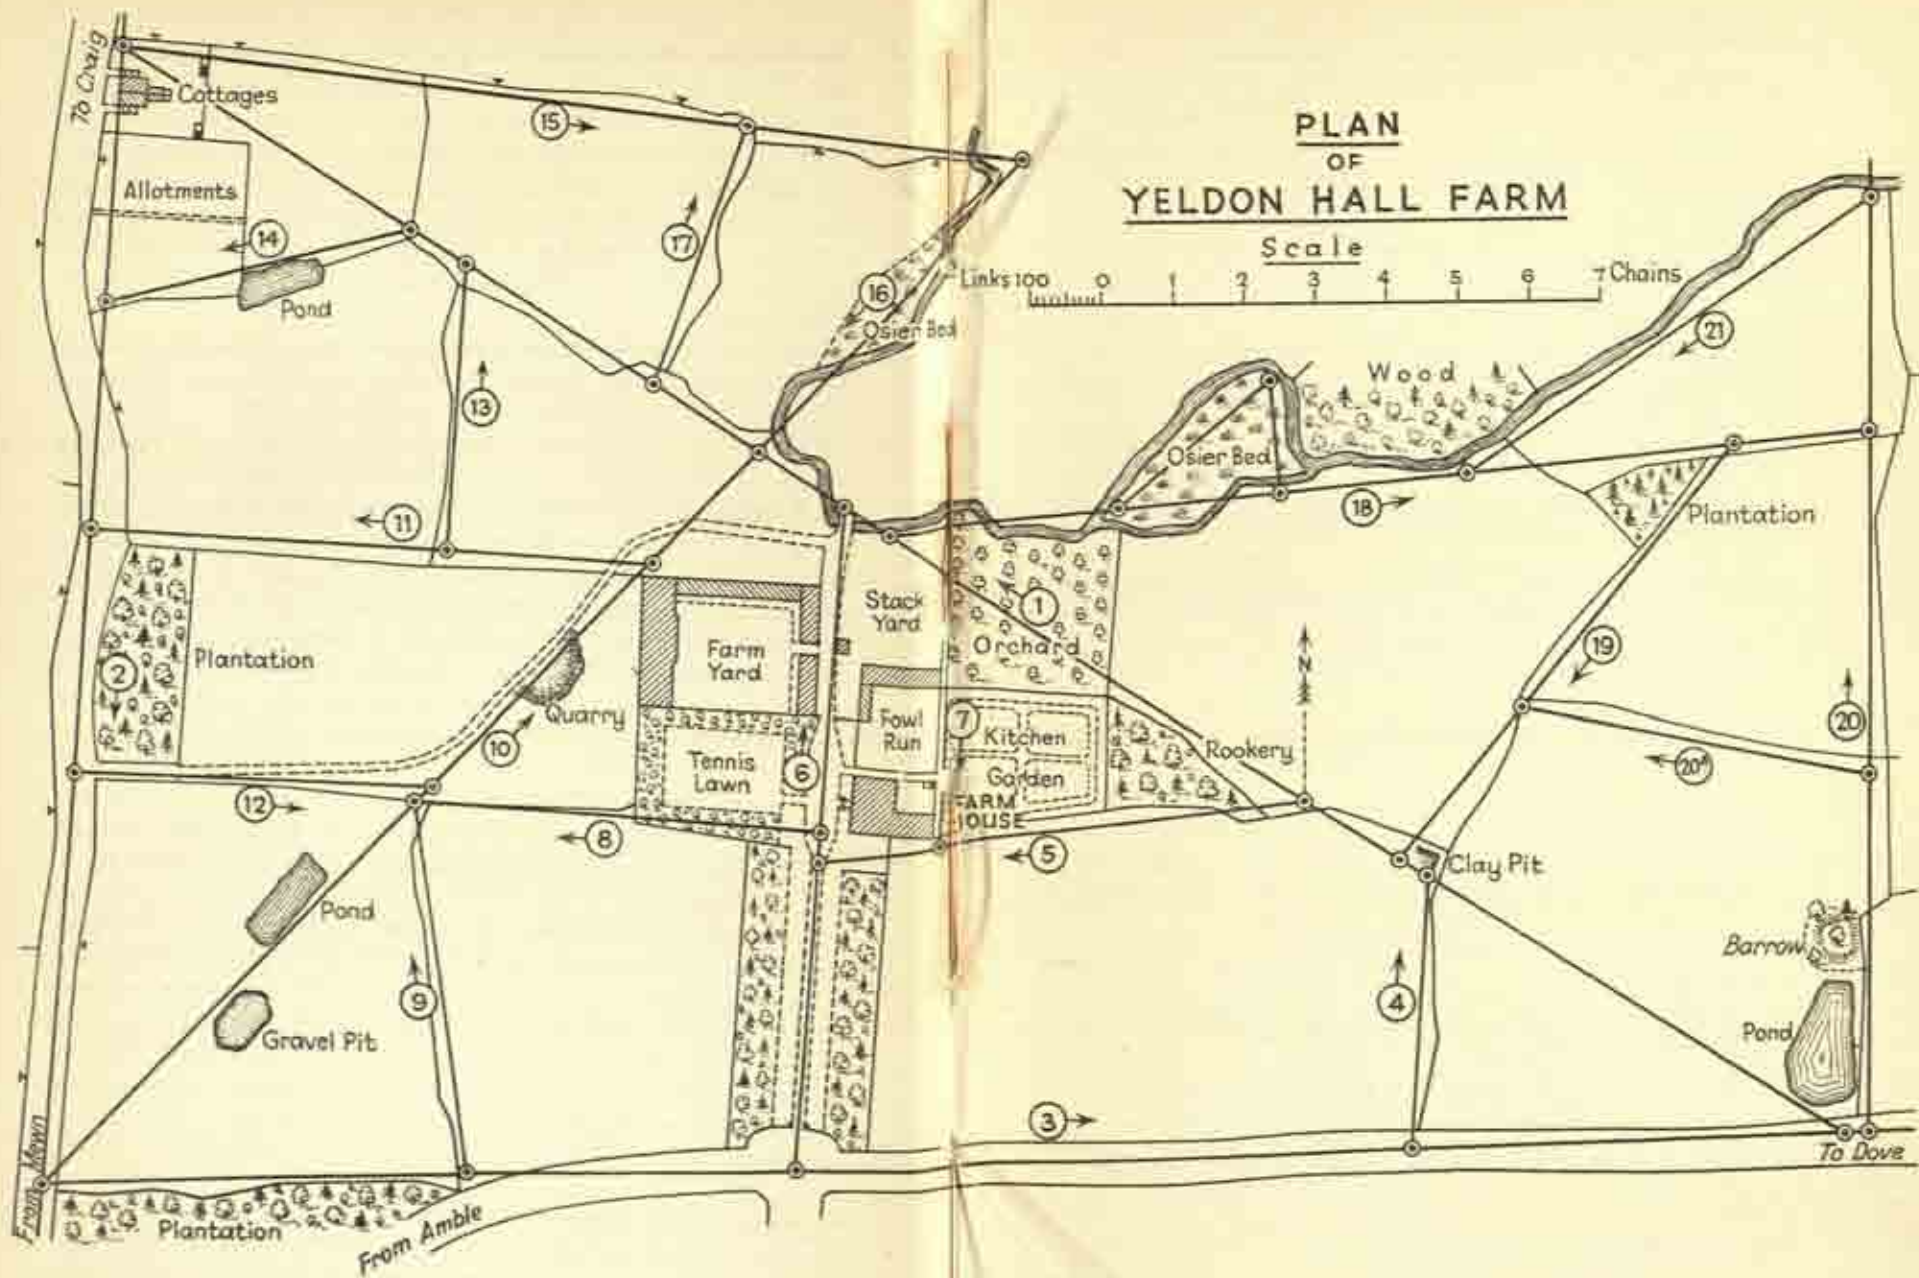 PLAN
OF
YELDON HALL FARM
Scale
Links 100 0 1 2 3 4 5 6 7 Chains
To Craig
Cottages
15
Allotments
14
17
Pond
16
Osier Bed
13
21
Wood
Osier Bed
18
Plantation
11
Stack
Yard
1
Orchard
N
19
2
Plantation
Farm
Yard
Quarry
10
Fowl
Run
7
Kitchen
Garden
Rookery
20
20A
Tennis
Lawn
6
12
8
FARM
HOUSE
5
Clay Pit
Pond
Barrow
9
4
Gravel Pit
Pond
3
To Dove
From Mawn
Plantation
From Amble